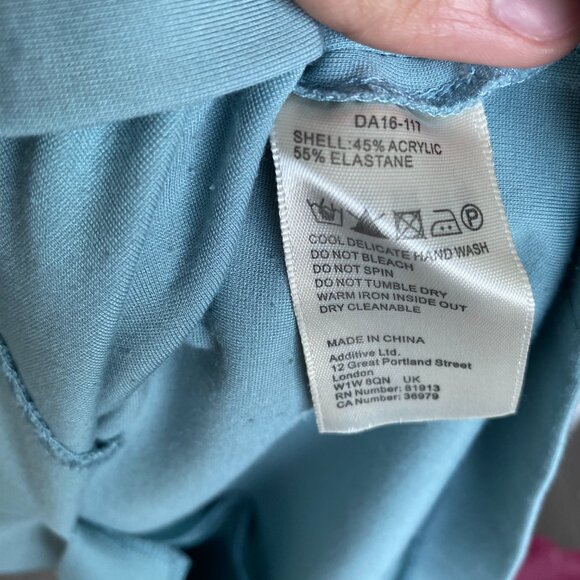 DA16-117
SHELL:45% ACRYLIC
55% ELASTANE
P
COOL DELICATE HAND WASH
DO NOT BLEACH
DO NOT SPIN
DO NOT TUMBLE DRY
WARM IRON INSIDE OUT
DRY CLEANABLE
MADE IN CHINA
Additive Ltd.
12 Great Portland Street
London
W1W 8QN UK
RN Number: 81913
CA Number: 36979